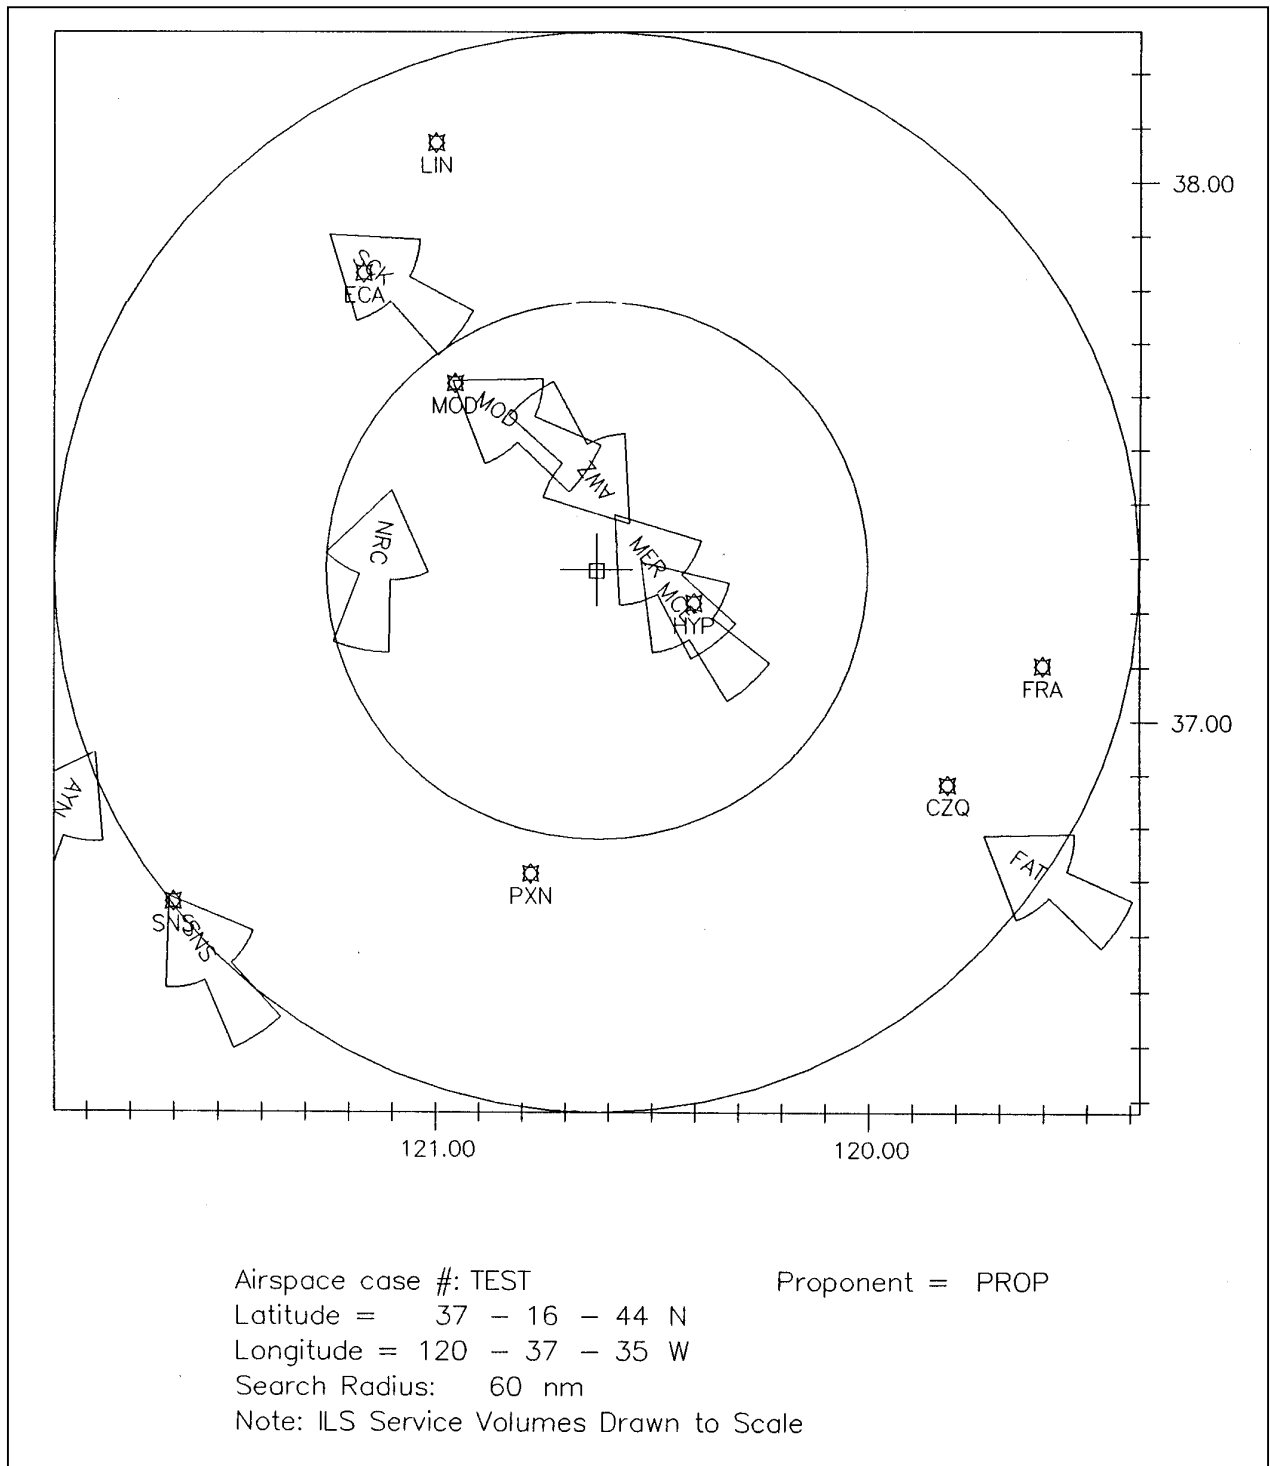 LIN
38.00
SCK
ECA
MOD
MOD
AWZ
NRC
MER
HYP
FRA
37.00
AYN
CZQ
FAT
PXN
SNS
SNS
121.00
120.00
Airspace case #: TEST Proponent = PROP
Latitude = 37 - 16 - 44 N
Longitude = 120 - 37 - 35 W
Search Radius: 60 nm
Note: ILS Service Volumes Drawn to Scale